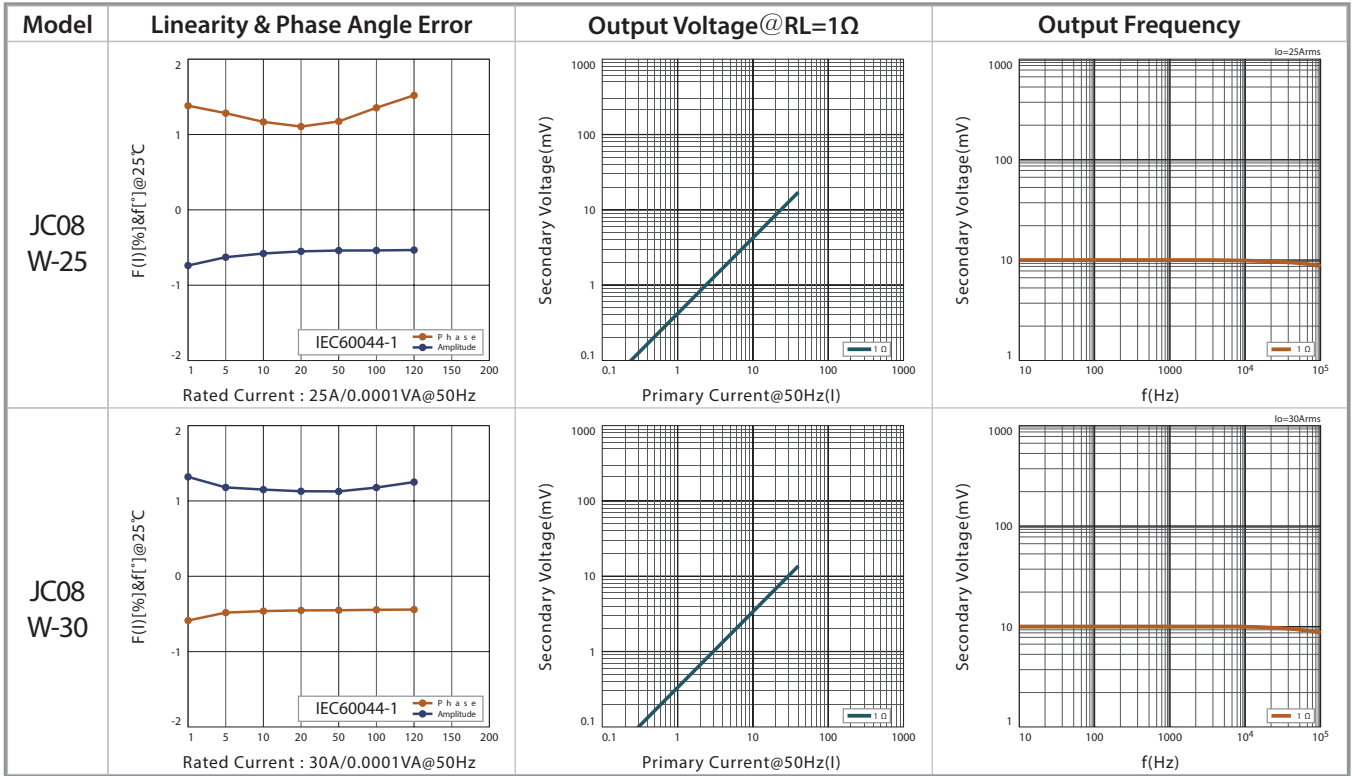 Model
Linearity & Phase Angle Error
Output Voltage@RL=1Ω
Output Frequency
JC08
W-25
F(I)[%]&f[°]@25℃
2
1
0
-1
-2
IEC60044-1
Phase
Amplitude
1 5 10 20 50 100 120 150 200
Rated Current : 25A/0.0001VA@50Hz
Secondary Voltage(mV)
1000
100
10
1
0.1
1 Ω
0.1 1 10 100 1000
Primary Current@50Hz(I)
Io=25Arms
Secondary Voltage(mV)
1000
100
10
1
1 Ω
10 100 1000 10⁴ 10⁵
f(Hz)
JC08
W-30
F(I)[%]&f[°]@25℃
2
1
0
-1
-2
IEC60044-1
Phase
Amplitude
1 5 10 20 50 100 120 150 200
Rated Current : 30A/0.0001VA@50Hz
Secondary Voltage(mV)
1000
100
10
1
0.1
1 Ω
0.1 1 10 100 1000
Primary Current@50Hz(I)
Io=30Arms
Secondary Voltage(mV)
1000
100
10
1
1 Ω
10 100 1000 10⁴ 10⁵
f(Hz)